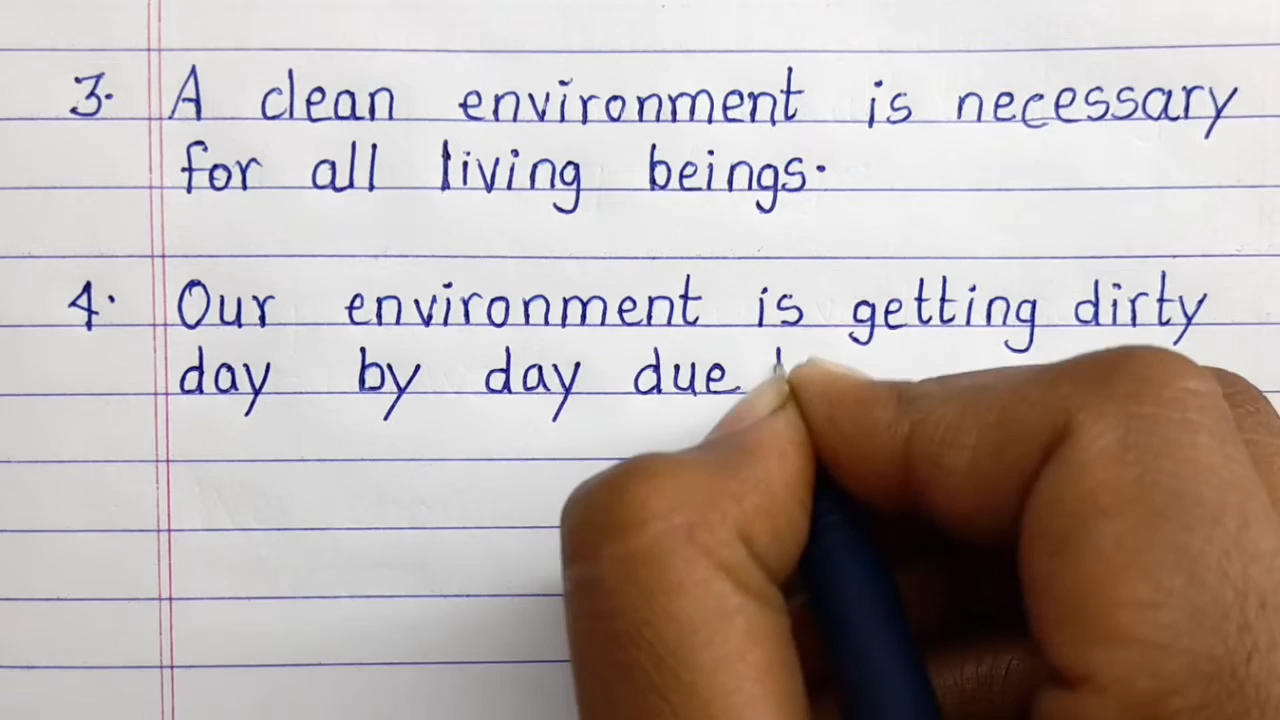 3. A clean environment is necessary
for all living beings.
4. Our environment is getting dirty
day by day due